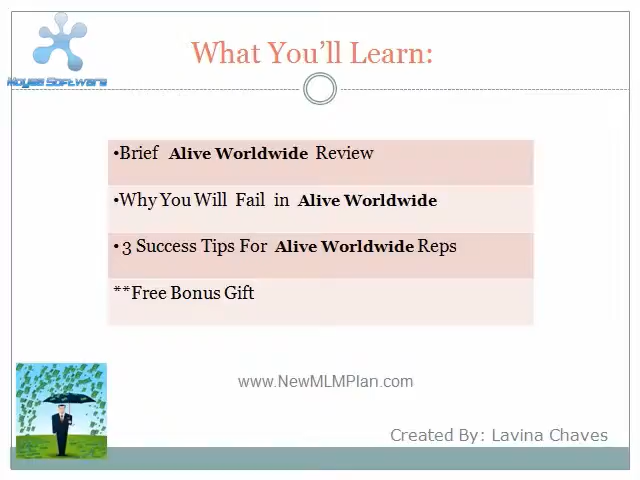 What You'll Learn:
Moyea Software
•Brief Alive Worldwide Review
•Why You Will Fail in Alive Worldwide
•3 Success Tips For Alive Worldwide Reps
**Free Bonus Gift
www.NewMLMPlan.com
Created By: Lavina Chaves